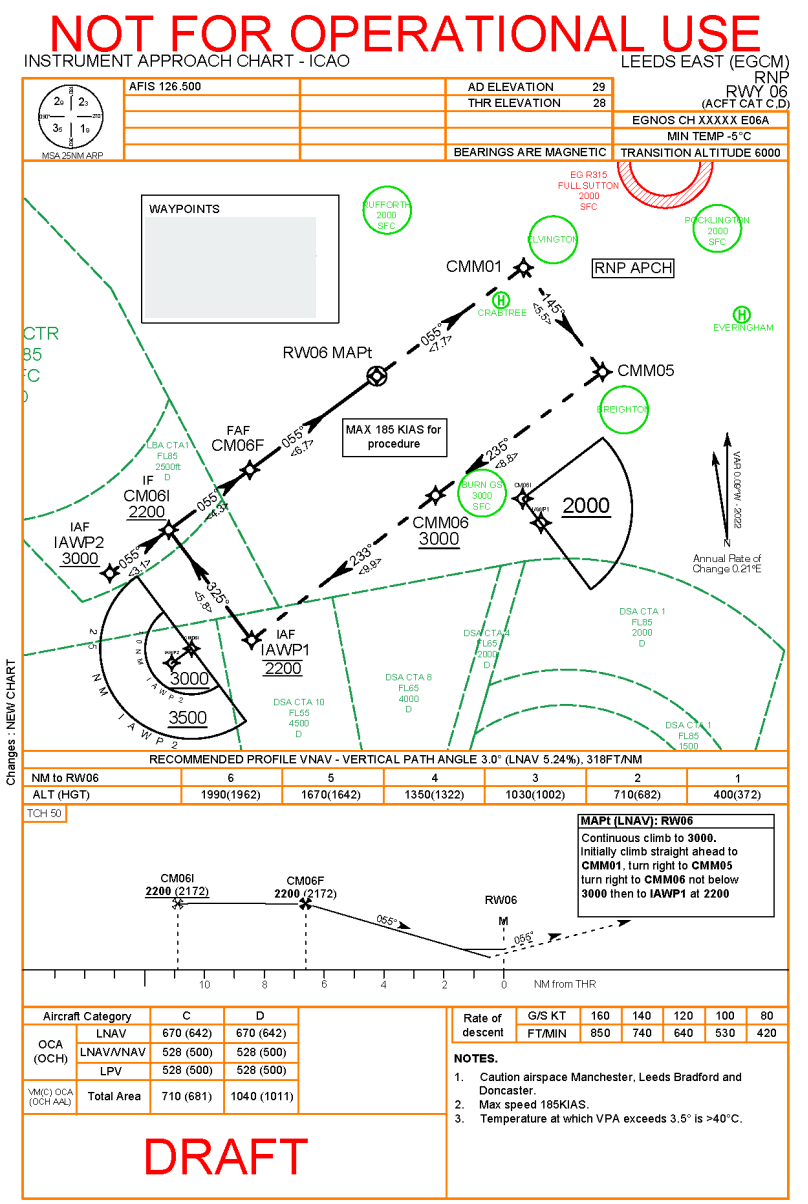 NOT FOR OPERATIONAL USE
INSTRUMENT APPROACH CHART - ICAO
LEEDS EAST (EGCM)
RNP
RWY 06
(ACFT CAT C,D)
AFIS 126.500
AD ELEVATION 29
THR ELEVATION 28
EGNOS CH XXXXX E06A
MIN TEMP -5°C
BEARINGS ARE MAGNETIC
TRANSITION ALTITUDE 6000
MSA 25NM ARP
WAYPOINTS
RUFFORTH
2000
SFC
EG R315
FULL SUTTON
2000
SFC
POCKLINGTON
2000
SFC
ELVINGTON
CMM01
RNP APCH
H
CRABTREE
H
EVERINGHAM
145°
<5.5>
055°
<7.7>
CTR
RW06 MAPt
CMM05
BREIGHTON
MAX 185 KIAS for
procedure
FAF
CM06F
055°
<6.7>
LBA CTA1
FL85
2500ft
D
235°
<8.8>
IF
CM06I
2200
055°
<4.3>
BURN GS
3000
SFC
CMM06
3000
CM06I
IAWP1
2000
VAR 0.09°W - 2022
N
Annual Rate of
Change 0.21°E
IAF
IAWP2
3000
055°
<3.1>
233°
<9.9>
325°
<5.8>
IAF
IAWP1
2200
DSA CTA 1
FL85
2000
D
DSA CTA 4
FL65
2000
D
DSA CTA 8
FL65
4000
D
DSA CTA 10
FL55
4500
D
DSA CTA 1
FL85
1500
CM06I
IAWP2
3000
10NM IAWP2
3500
25 NM IAWP2
Changes : NEW CHART
RECOMMENDED PROFILE VNAV - VERTICAL PATH ANGLE 3.0° (LNAV 5.24%), 318FT/NM
NM to RW06 6 5 4 3 2 1
ALT (HGT) 1990(1962) 1670(1642) 1350(1322) 1030(1002) 710(682) 400(372)
TCH 50
MAPt (LNAV): RW06
Continuous climb to 3000.
Initially climb straight ahead to
CMM01, turn right to CMM05
turn right to CMM06 not below
3000 then to IAWP1 at 2200
CM06I
2200 (2172)
CM06F
2200 (2172)
RW06
M
055°
055°
10 8 6 4 2 0 NM from THR
Aircraft Category C D
OCA
(OCH)
LNAV 670 (642) 670 (642)
LNAV/VNAV 528 (500) 528 (500)
LPV 528 (500) 528 (500)
VM(C) OCA
(OCH AAL)
Total Area 710 (681) 1040 (1011)
Rate of
descent
G/S KT 160 140 120 100 80
FT/MIN 850 740 640 530 420
NOTES.
1. Caution airspace Manchester, Leeds Bradford and
Doncaster.
2. Max speed 185KIAS.
3. Temperature at which VPA exceeds 3.5° is >40°C.
DRAFT